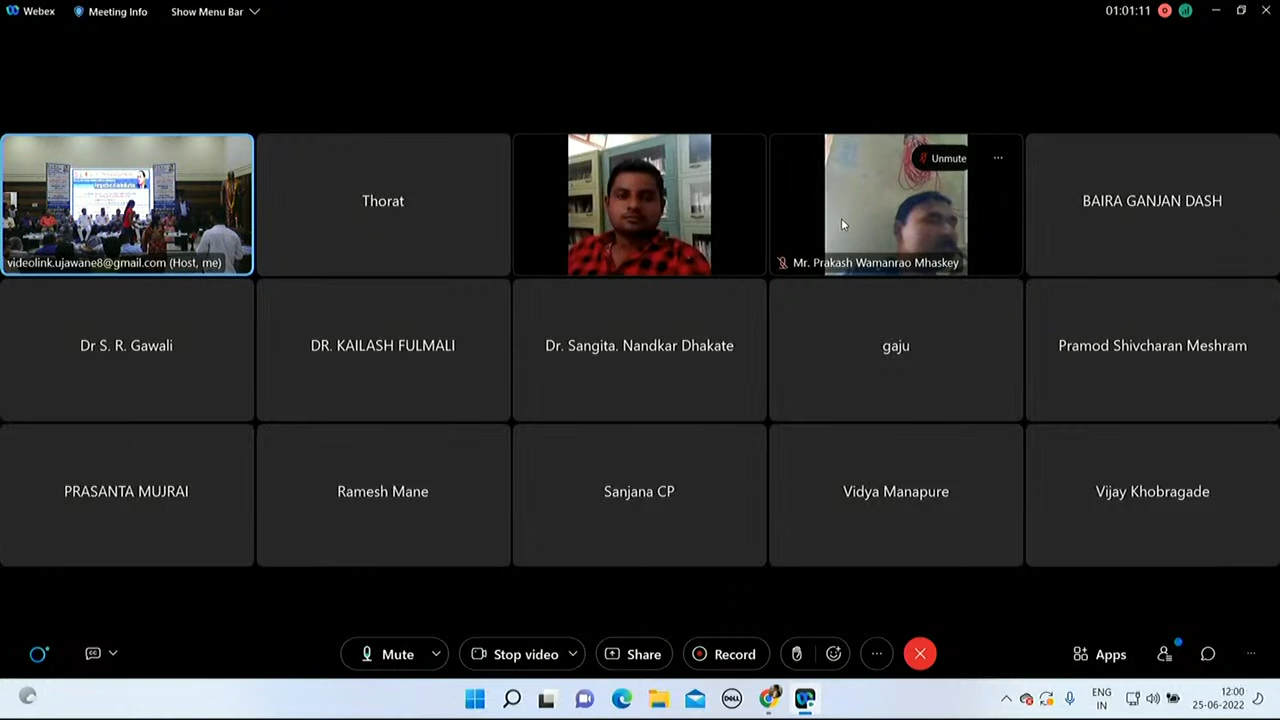 Webex
Meeting Info
Show Menu Bar
01:01:11
videolink.ujawane8@gmail.com (Host, me)
Thorat
Unmute
Mr. Prakash Wamanrao Mhaskey
BAIRA GANJAN DASH
Dr S. R. Gawali
DR. KAILASH FULMALI
Dr. Sangita. Nandkar Dhakate
gaju
Pramod Shivcharan Meshram
PRASANTA MUJRAI
Ramesh Mane
Sanjana CP
Vidya Manapure
Vijay Khobragade
CC
Mute
Stop video
Share
Record
Apps
DELL
ENG
IN
12:00
25-06-2022